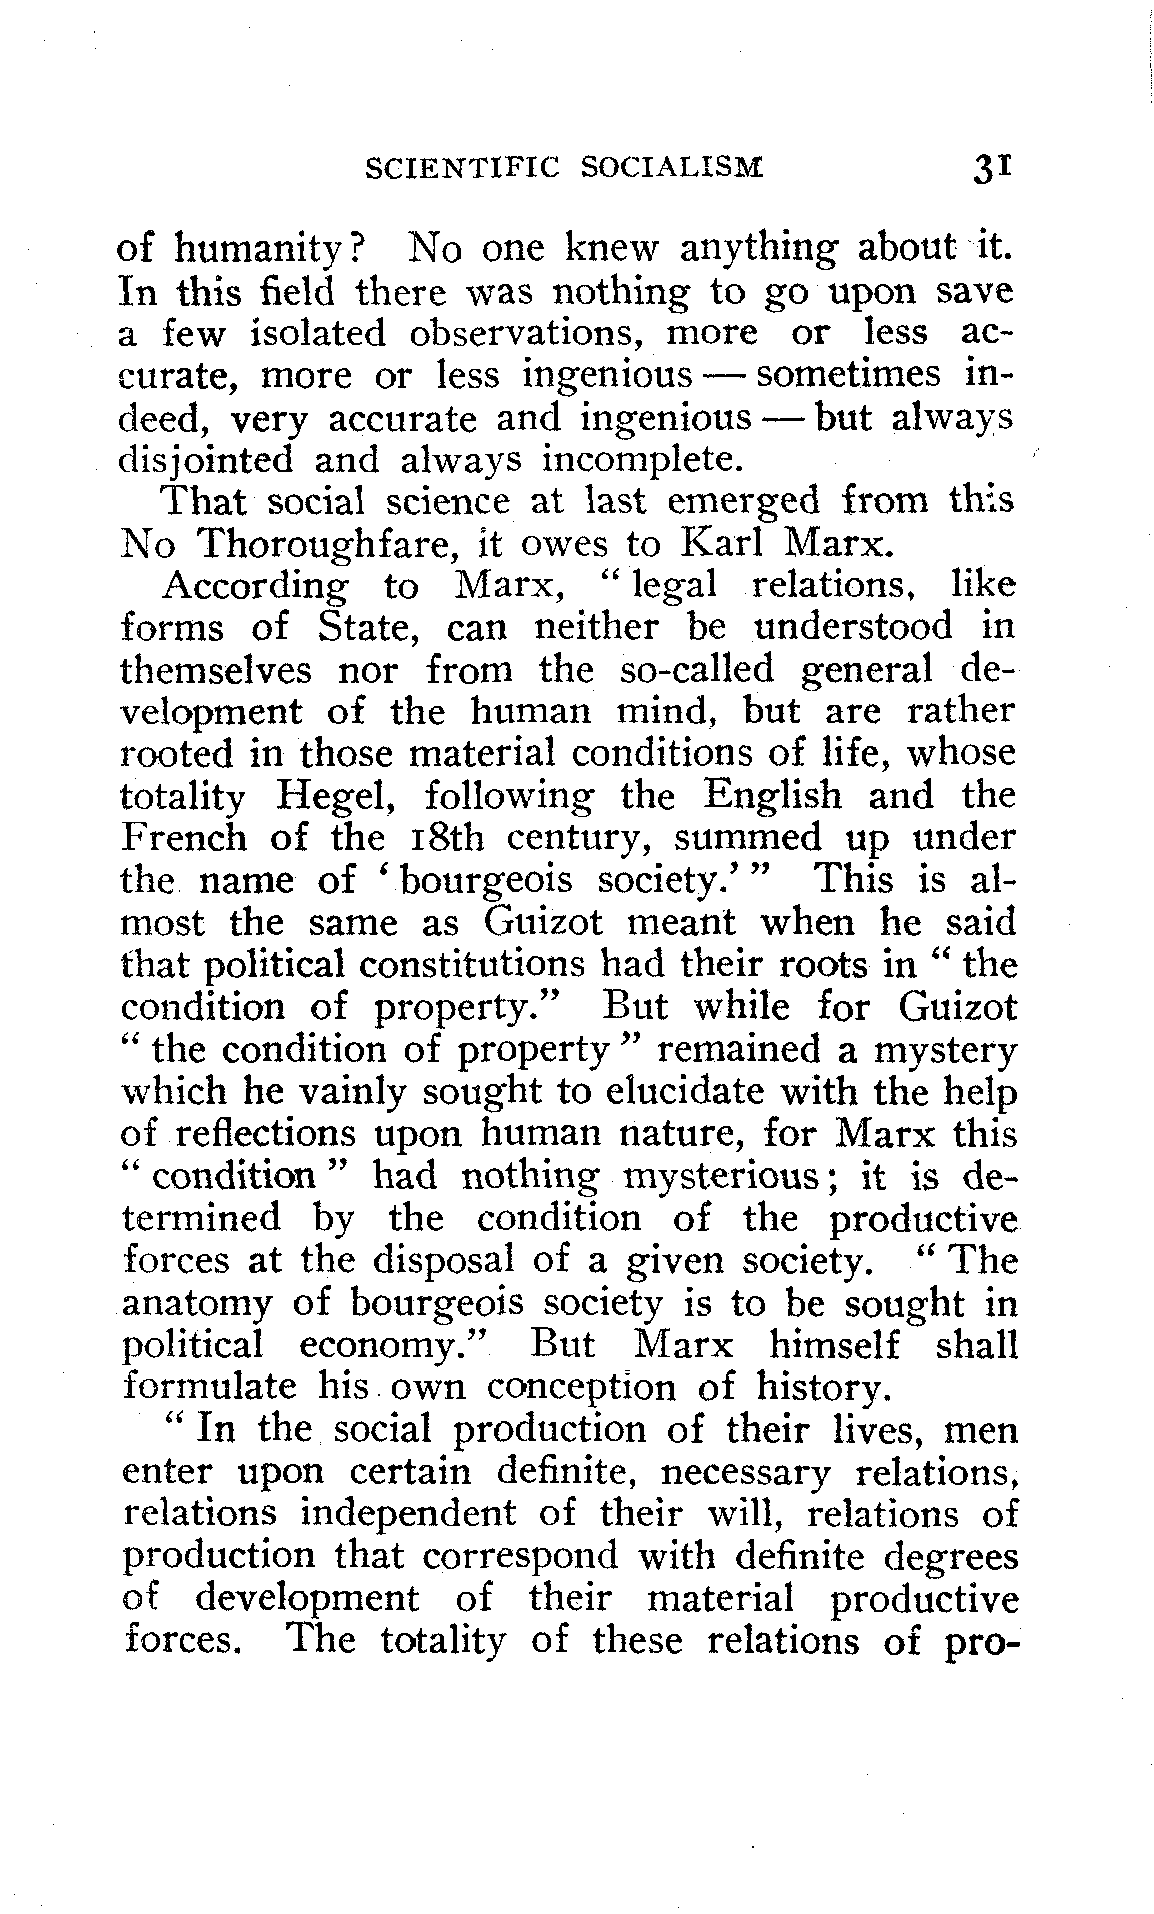 SCIENTIFIC SOCIALISM 31
of humanity? No one knew anything about it.
In this field there was nothing to go upon save
a few isolated observations, more or less ac-
curate, more or less ingenious — sometimes in-
deed, very accurate and ingenious — but always
disjointed and always incomplete.
That social science at last emerged from this
No Thoroughfare, it owes to Karl Marx.
According to Marx, “ legal relations, like
forms of State, can neither be understood in
themselves nor from the so-called general de-
velopment of the human mind, but are rather
rooted in those material conditions of life, whose
totality Hegel, following the English and the
French of the 18th century, summed up under
the name of ‘ bourgeois society.’ ” This is al-
most the same as Guizot meant when he said
that political constitutions had their roots in “ the
condition of property.” But while for Guizot
“ the condition of property ” remained a mystery
which he vainly sought to elucidate with the help
of reflections upon human nature, for Marx this
“ condition ” had nothing mysterious; it is de-
termined by the condition of the productive
forces at the disposal of a given society. “ The
anatomy of bourgeois society is to be sought in
political economy.” But Marx himself shall
formulate his own conception of history.
“ In the social production of their lives, men
enter upon certain definite, necessary relations,
relations independent of their will, relations of
production that correspond with definite degrees
of development of their material productive
forces. The totality of these relations of pro-